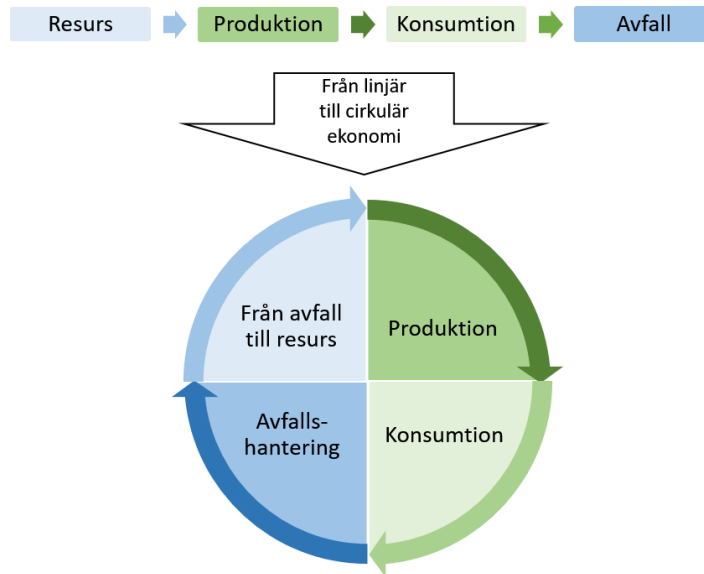 Resurs
Produktion
Konsumtion
Avfall
Från linjär
till cirkulär
ekonomi
Från avfall
till resurs
Produktion
Avfalls-
hantering
Konsumtion